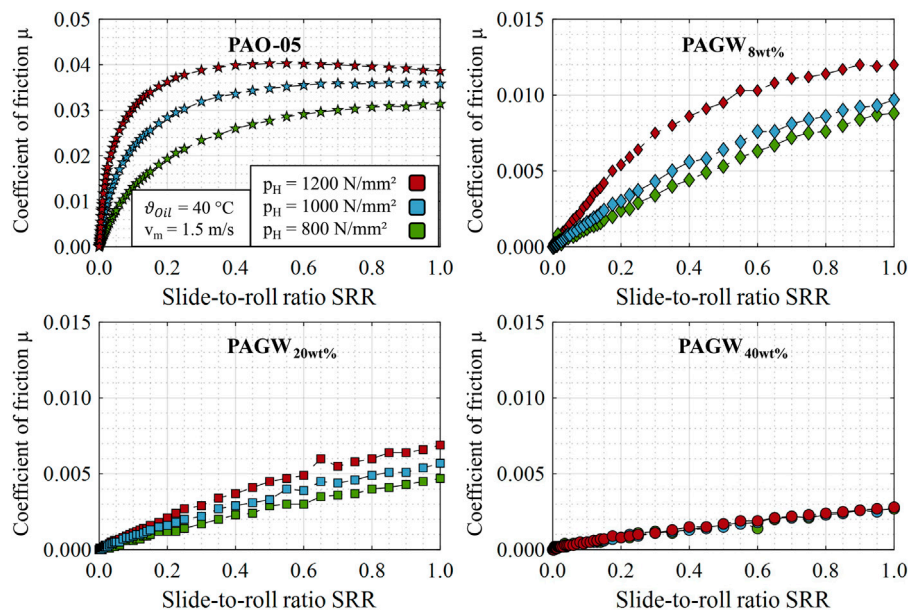 PAO-05
Coefficient of friction μ
0.05
0.04
0.03
0.02
0.01
0.00
ϑOil = 40 °C
vm = 1.5 m/s
pH = 1200 N/mm²
pH = 1000 N/mm²
pH = 800 N/mm²
0.0 0.2 0.4 0.6 0.8 1.0
Slide-to-roll ratio SRR
PAGW8wt%
Coefficient of friction μ
0.015
0.010
0.005
0.000
0.0 0.2 0.4 0.6 0.8 1.0
Slide-to-roll ratio SRR
PAGW20wt%
Coefficient of friction μ
0.015
0.010
0.005
0.000
0.0 0.2 0.4 0.6 0.8 1.0
Slide-to-roll ratio SRR
PAGW40wt%
Coefficient of friction μ
0.015
0.010
0.005
0.000
0.0 0.2 0.4 0.6 0.8 1.0
Slide-to-roll ratio SRR